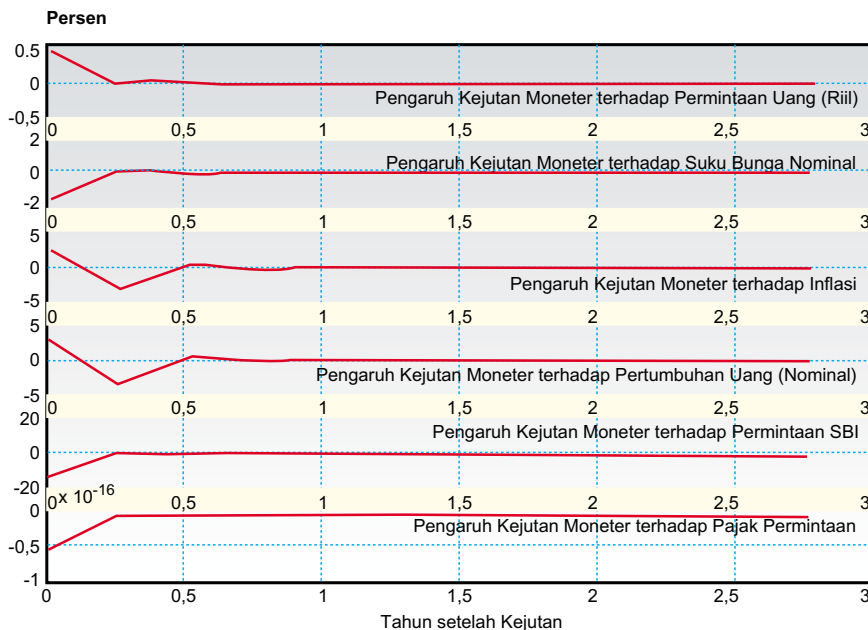 Persen
0.5
0
-0,5
Pengaruh Kejutan Moneter terhadap Permintaan Uang (Riil)
0 0,5 1 1,5 2 2,5 3
2
0
-2
Pengaruh Kejutan Moneter terhadap Suku Bunga Nominal
0 0,5 1 1,5 2 2,5 3
5
0
-5
Pengaruh Kejutan Moneter terhadap Inflasi
0 0,5 1 1,5 2 2,5 3
5
0
-5
Pengaruh Kejutan Moneter terhadap Pertumbuhan Uang (Nominal)
0 0,5 1 1,5 2 2,5 3
20
0
-20
Pengaruh Kejutan Moneter terhadap Permintaan SBI
0x 10-16 0,5 1 1,5 2 2,5 3
0
-0,5
-1
Pengaruh Kejutan Moneter terhadap Pajak Permintaan
0 0,5 1 1,5 2 2,5 3
Tahun setelah Kejutan